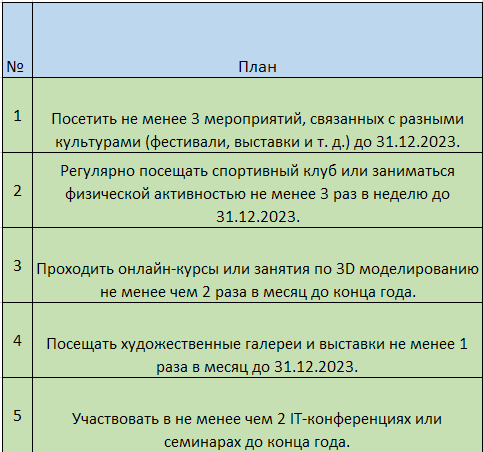 № План
1 Посетить не менее 3 мероприятий, связанных с разными
культурами (фестивали, выставки и т. д.) до 31.12.2023.
2 Регулярно посещать спортивный клуб или заниматься
физической активностью не менее 3 раз в неделю до
31.12.2023.
3 Проходить онлайн-курсы или занятия по 3D моделированию
не менее чем 2 раза в месяц до конца года.
4 Посещать художественные галереи и выставки не менее 1
раза в месяц до 31.12.2023.
5 Участвовать в не менее чем 2 IT-конференциях или
семинарах до конца года.